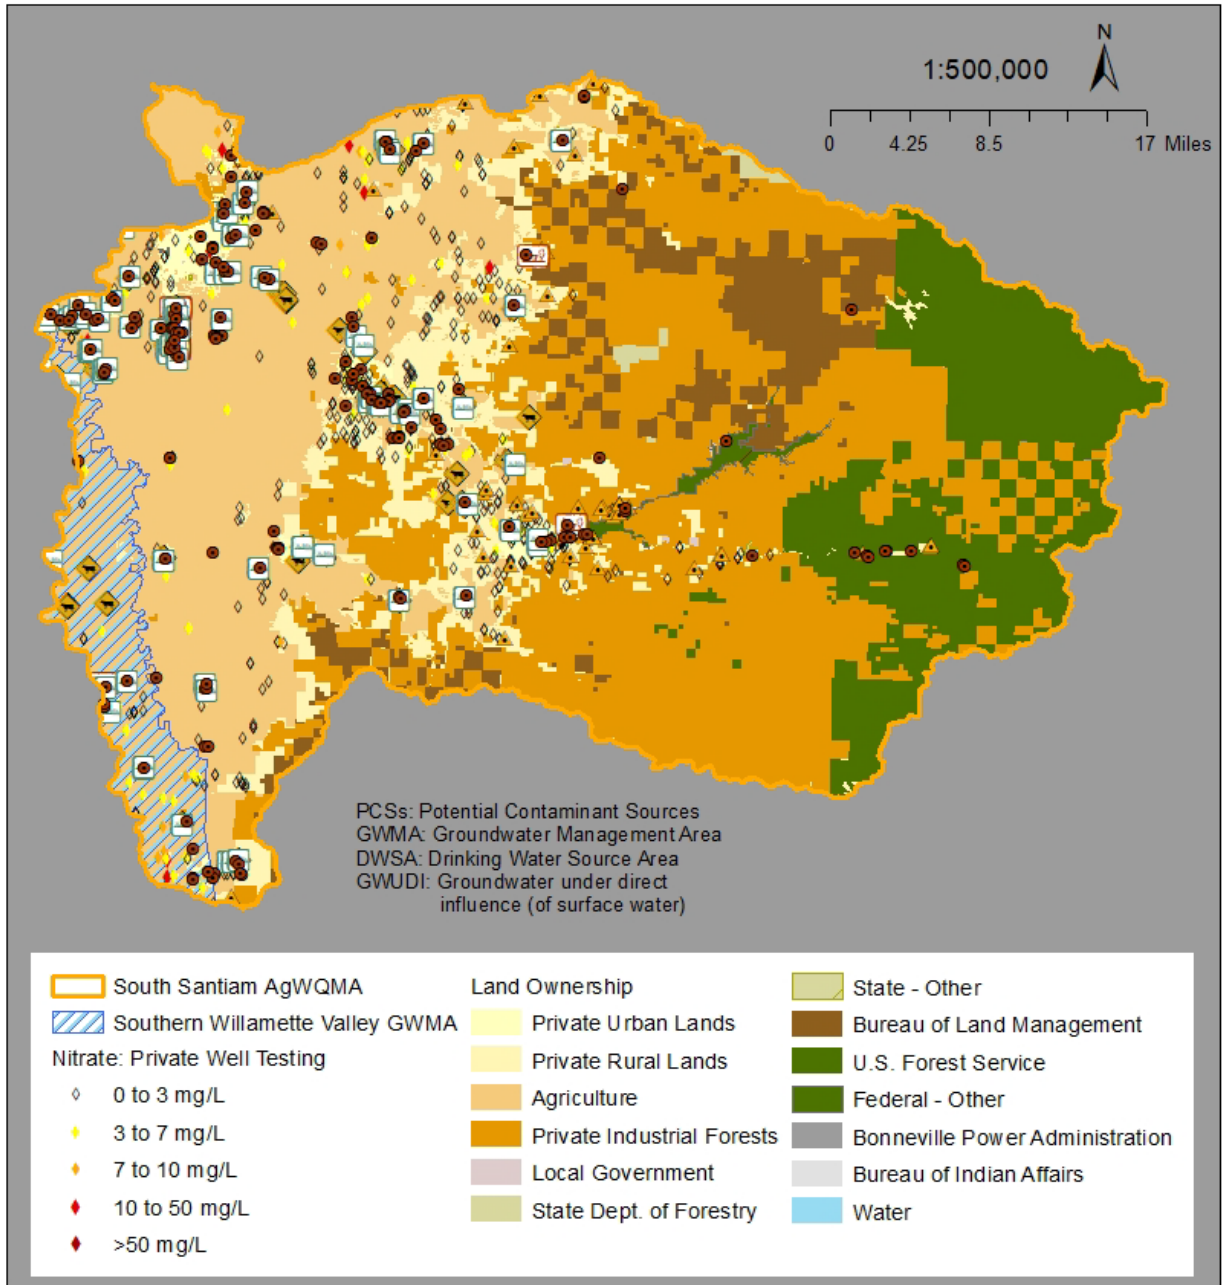 N
1:500,000
0 4.25 8.5 17 Miles
PCSs: Potential Contaminant Sources
GWMA: Groundwater Management Area
DWSA: Drinking Water Source Area
GWUDI: Groundwater under direct
influence (of surface water)
South Santiam AgWQMA
Southern Willamette Valley GWMA
Nitrate: Private Well Testing
0 to 3 mg/L
3 to 7 mg/L
7 to 10 mg/L
10 to 50 mg/L
>50 mg/L
Land Ownership
Private Urban Lands
Private Rural Lands
Agriculture
Private Industrial Forests
Local Government
State Dept. of Forestry
State - Other
Bureau of Land Management
U.S. Forest Service
Federal - Other
Bonneville Power Administration
Bureau of Indian Affairs
Water